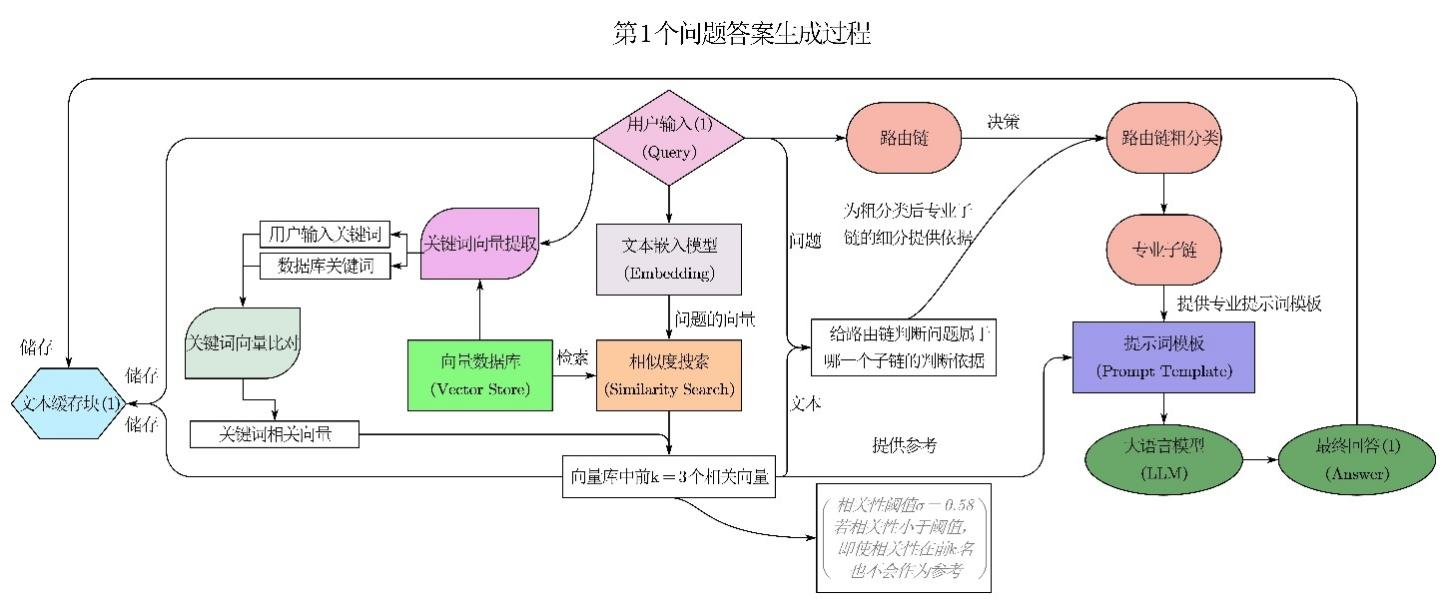 第1个问题答案生成过程
用户输入(1)
(Query)
路由链
决策
路由链粗分类
为粗分类后专业子
链的细分提供依据
问题
关键词向量提取
用户输入关键词
数据库关键词
文本嵌入模型
(Embedding)
专业子链
问题的向量
提供专业提示词模板
关键词向量比对
向量数据库
(Vector Store)
检索
相似度搜索
(Similarity Search)
给路由链判断问题属于
哪一个子链的判断依据
提示词模板
(Prompt Template)
储存
储存
文本缓存块(1)
储存
文本
关键词相关向量
提供参考
大语言模型
(LLM)
最终回答(1)
(Answer)
向量库中前k=3个相关向量
相关性阈值σ=0.58
若相关性小于阈值,
即使相关性在前k名
也不会作为参考